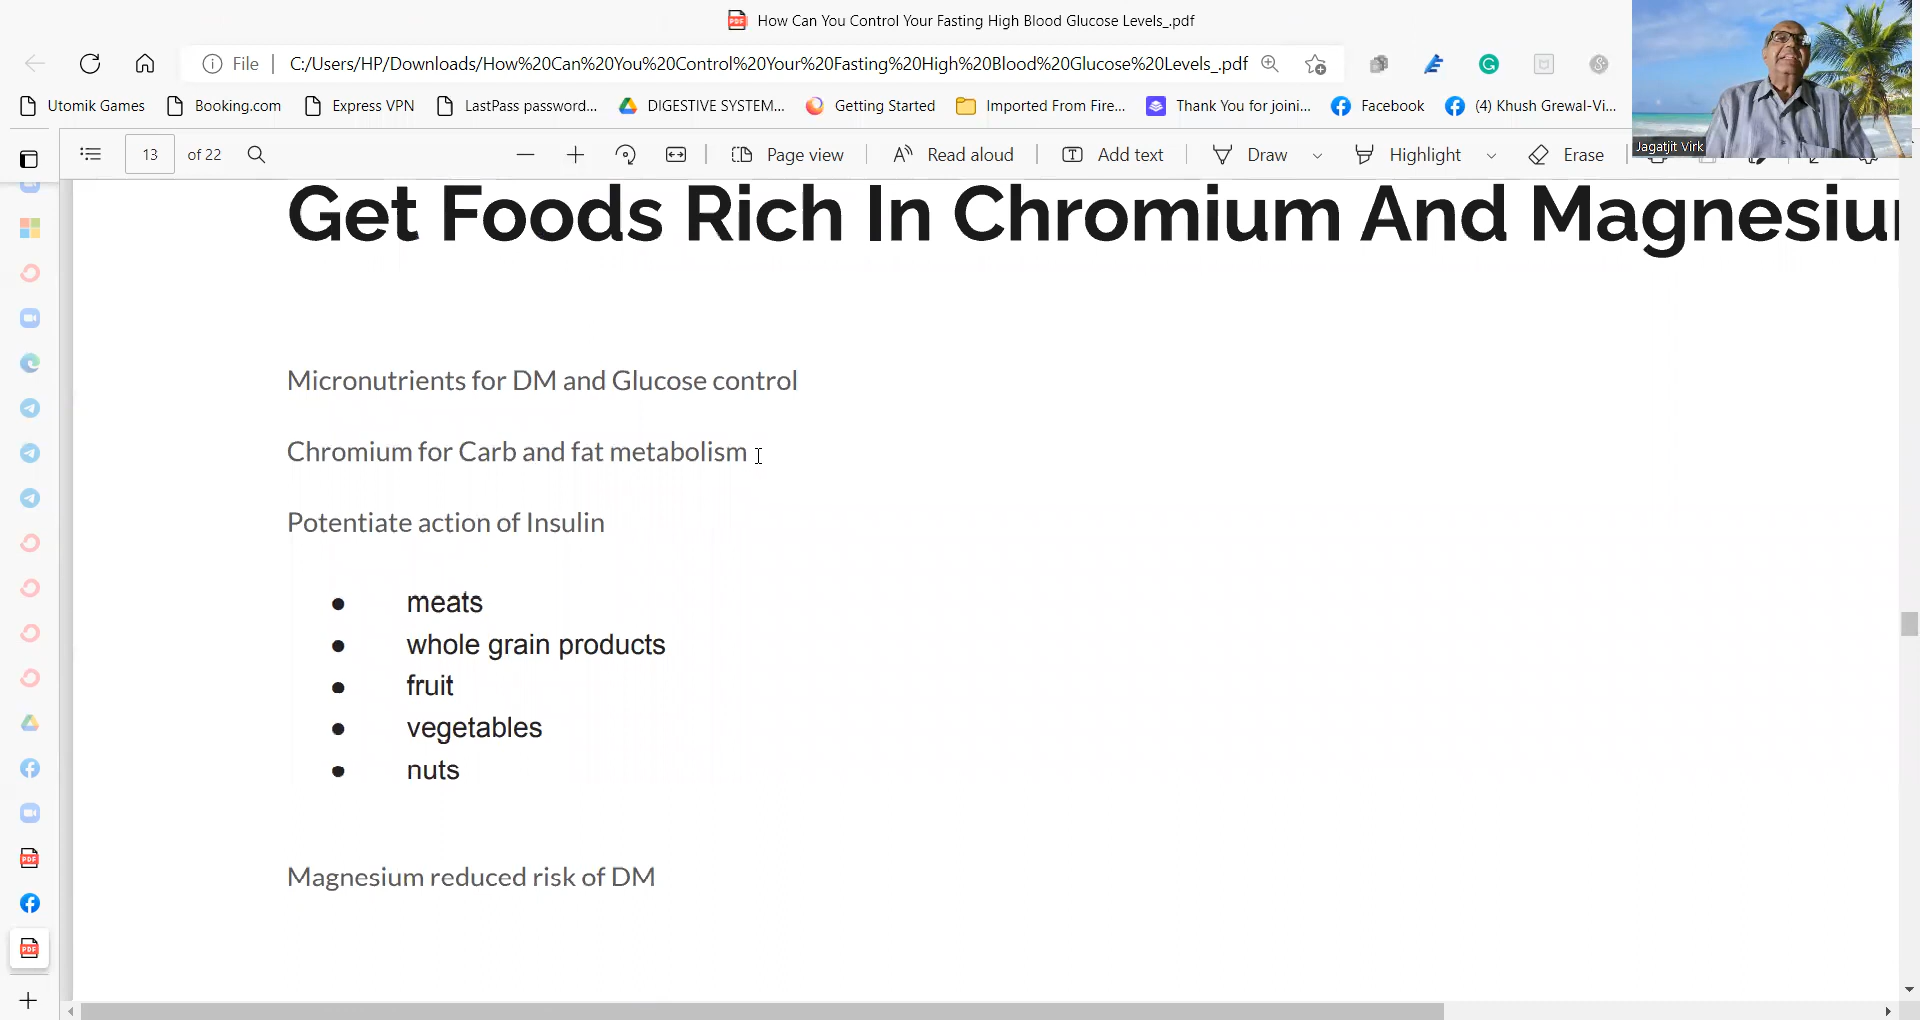 How Can You Control Your Fasting High Blood Glucose Levels_.pdf
File | C:/Users/HP/Downloads/How%20Can%20You%20Control%20Your%20Fasting%20High%20Blood%20Glucose%20Levels_.pdf
Utomik Games Booking.com Express VPN LastPass password... DIGESTIVE SYSTEM... Getting Started Imported From Fire... Thank You for joini... Facebook (4) Khush Grewal-Vi...
Jagatjit Virk
13 of 22 Page view Read aloud Add text Draw Highlight Erase
Get Foods Rich In Chromium And Magnesiu
Micronutrients for DM and Glucose control
Chromium for Carb and fat metabolism
Potentiate action of Insulin
● meats
● whole grain products
● fruit
● vegetables
● nuts
Magnesium reduced risk of DM